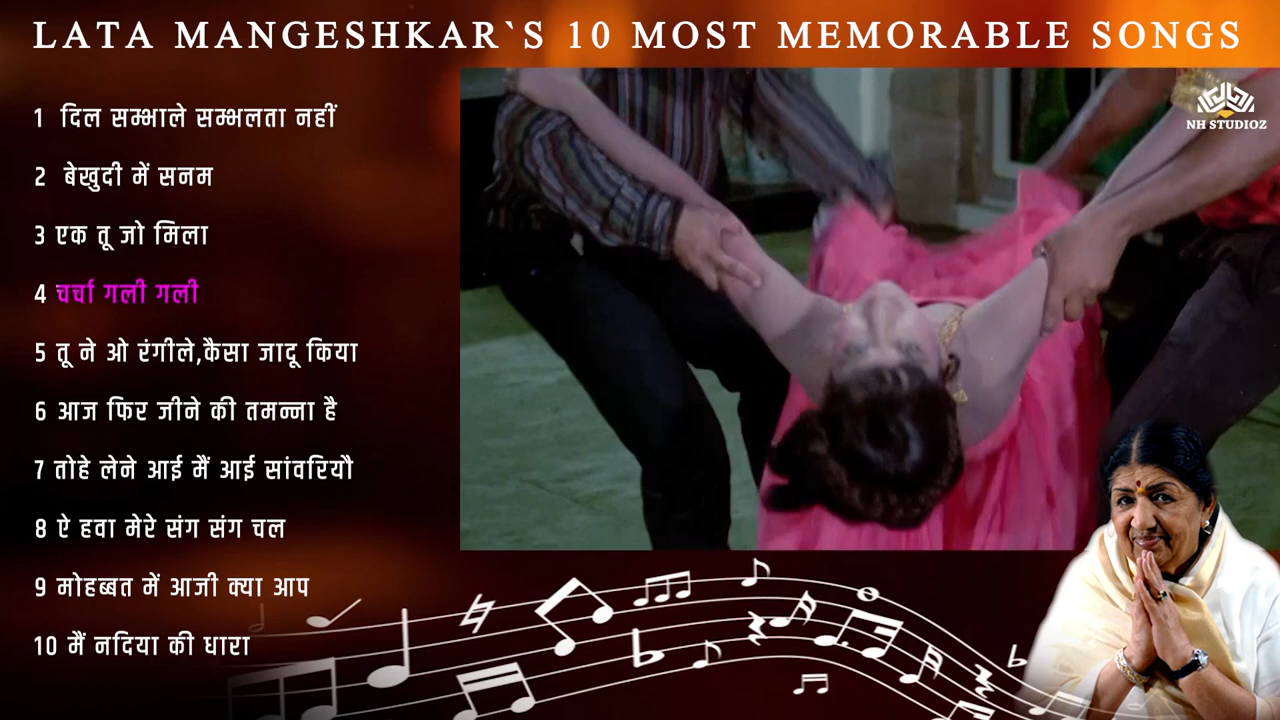 LATA MANGESHKAR`S 10 MOST MEMORABLE SONGS
NH STUDIOZ
1 दिल सम्भाले सम्भलता नहीं
2 बेखुदी में सनम
3 एक तू जो मिला
4 चर्चा गली गली
5 तू ने ओ रंगीले,कैसा जादू किया
6 आज फिर जीने की तमन्ना है
7 तोहे लेने आई मैं आई सांवरियौ
8 ऐ हवा मेरे संग संग चल
9 मोहब्बत में आजी क्या आप
10 मैं नदिया की धारा